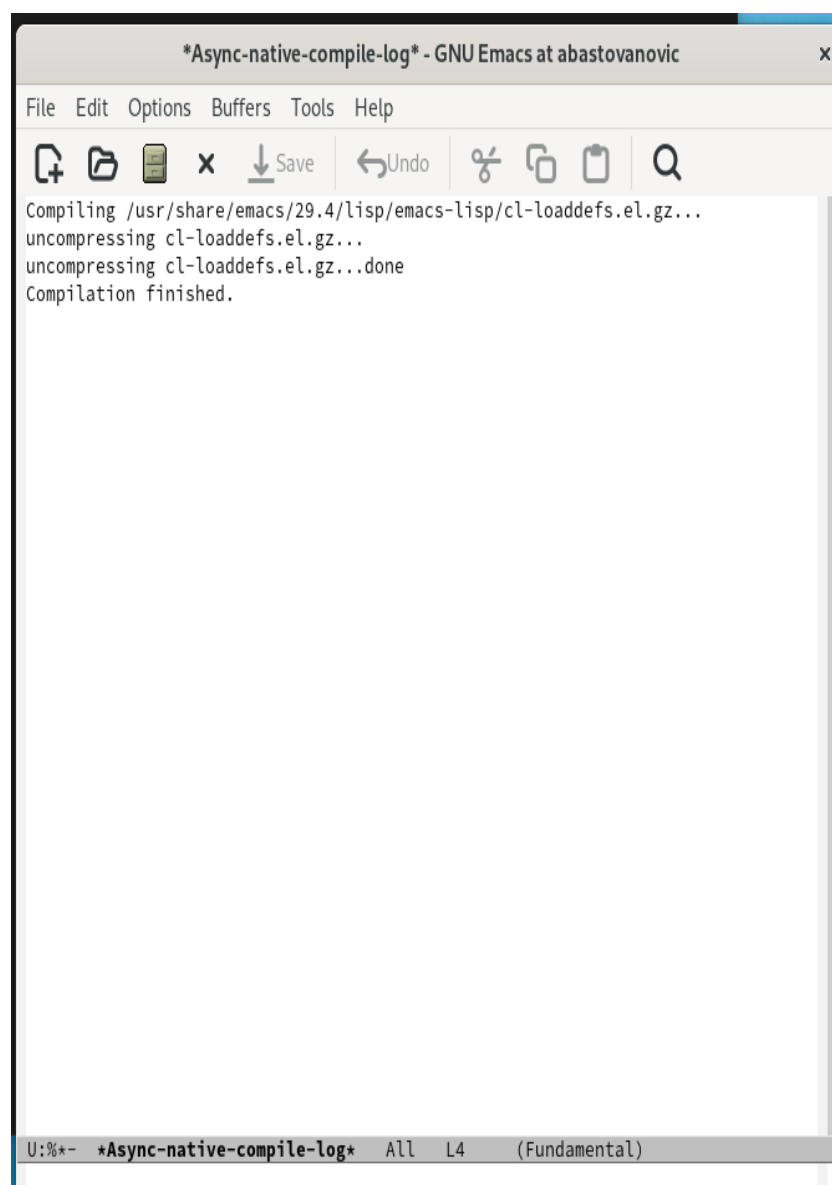 *Async-native-compile-log* - GNU Emacs at abastovanovic x
File Edit Options Buffers Tools Help
Save Undo
Compiling /usr/share/emacs/29.4/lisp/emacs-lisp/cl-loaddefs.el.gz...
uncompressing cl-loaddefs.el.gz...
uncompressing cl-loaddefs.el.gz...done
Compilation finished.
U:%*- *Async-native-compile-log* All L4 (Fundamental)